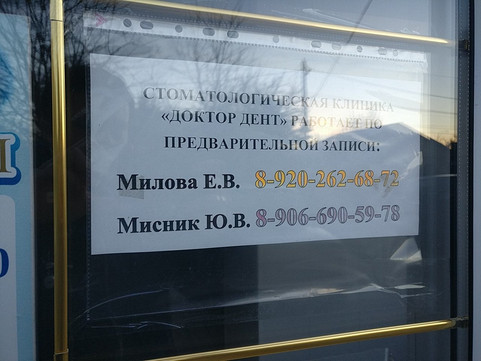 СТОМАТОЛОГИЧЕСКАЯ КЛИНИКА
«ДОКТОР ДЕНТ» РАБОТАЕТ ПО
ПРЕДВАРИТЕЛЬНОЙ ЗАПИСИ:
Милова Е.В. 8-920-262-68-72
Мисник Ю.В. 8-906-690-59-78